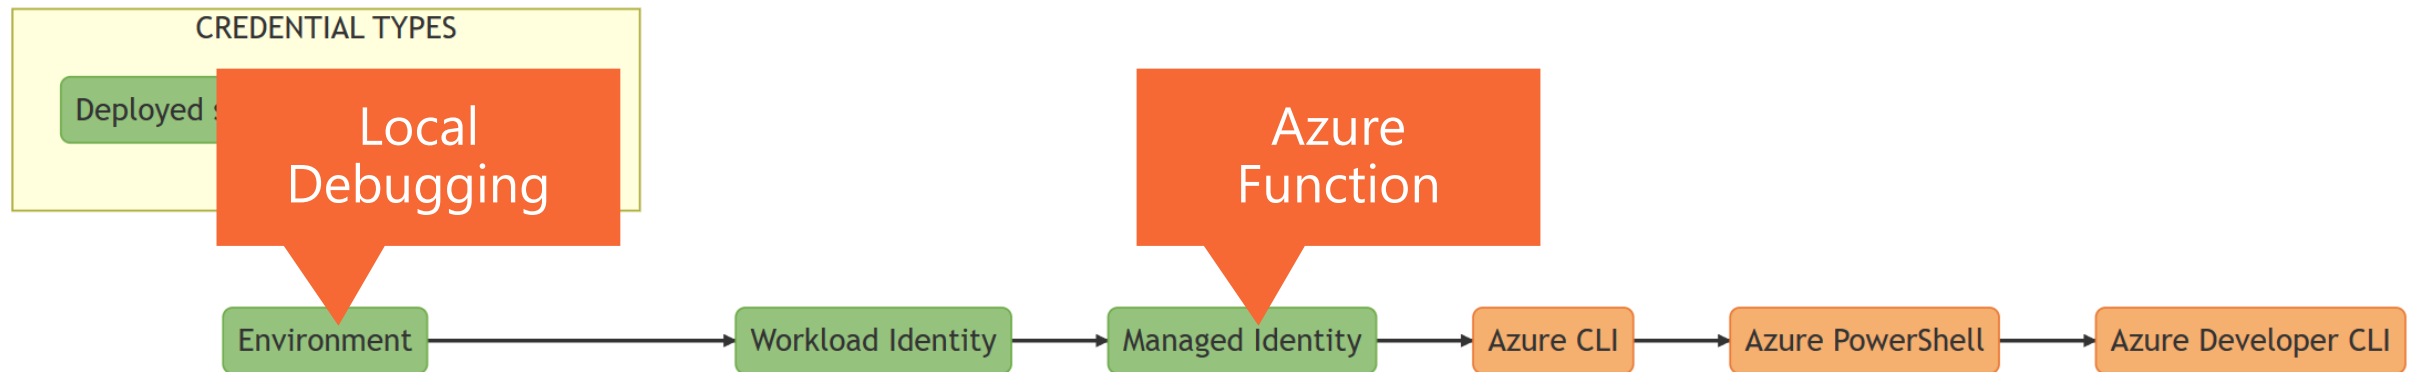 CREDENTIAL TYPES
Deployed
Local
Debugging
Azure
Function
Environment
Workload Identity
Managed Identity
Azure CLI
Azure PowerShell
Azure Developer CLI